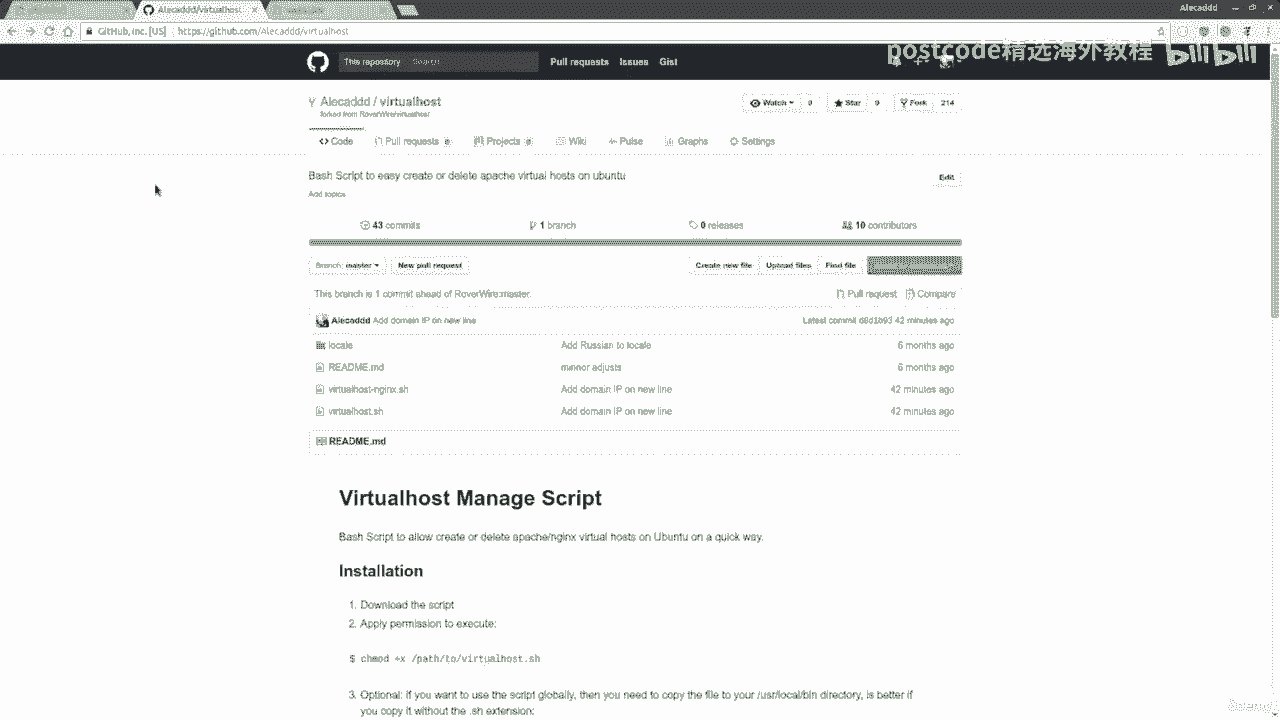 Alecaddd/virtualhost
Alecaddd
GitHub, Inc. [US] https://github.com/Alecaddd/virtualhost
postcode精选海外教程 bilibili
This repository Search Pull requests Issues Gist
Alecaddd / virtualhost
forked from RoverWire/virtualhost
Watch 0 Star 0 Fork 214
Code Pull requests 0 Projects 0 Wiki Pulse Graphs Settings
Bash Script to easy create or delete apache virtual hosts on ubuntu
Edit
Add topics
43 commits 1 branch 0 releases 10 contributors
Branch: master New pull request Create new file Upload files Find file
This branch is 1 commit ahead of RoverWire:master. Pull request Compare
Alecaddd Add domain IP on new line Latest commit d6d1b93 42 minutes ago
locale Add Russian to locale 6 months ago
README.md minnor adjusts 6 months ago
virtualhost-nginx.sh Add domain IP on new line 42 minutes ago
virtualhost.sh Add domain IP on new line 42 minutes ago
README.md
Virtualhost Manage Script
Bash Script to allow create or delete apache/nginx virtual hosts on Ubuntu on a quick way.
Installation
1. Download the script
2. Apply permission to execute:
$ chmod +x /path/to/virtualhost.sh
3. Optional: if you want to use the script globally, then you need to copy the file to your /usr/local/bin directory, is better if
you copy it without the .sh extension: